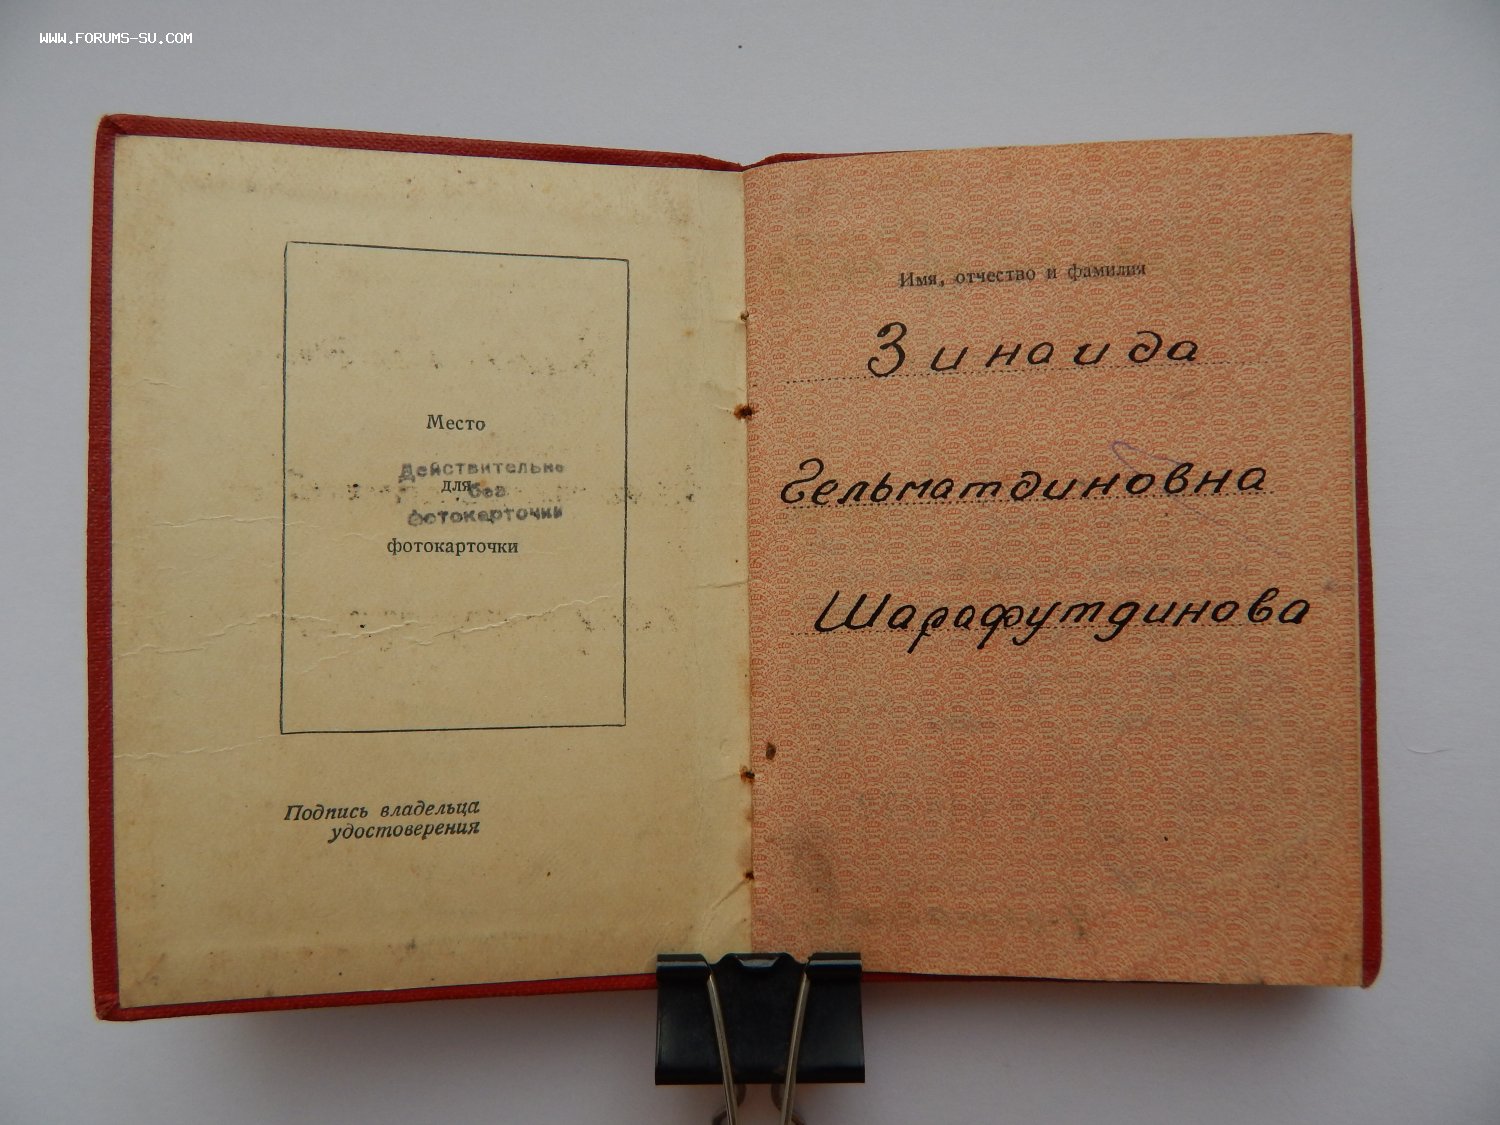 WWW.FORUMS-SU.COM
Место
Действительно
для без
фотокарточки
фотокарточки
Подпись владельца
удостоверения
Имя, отчество и фамилия
Зинаида
Гельматдиновна
Шарафутдинова